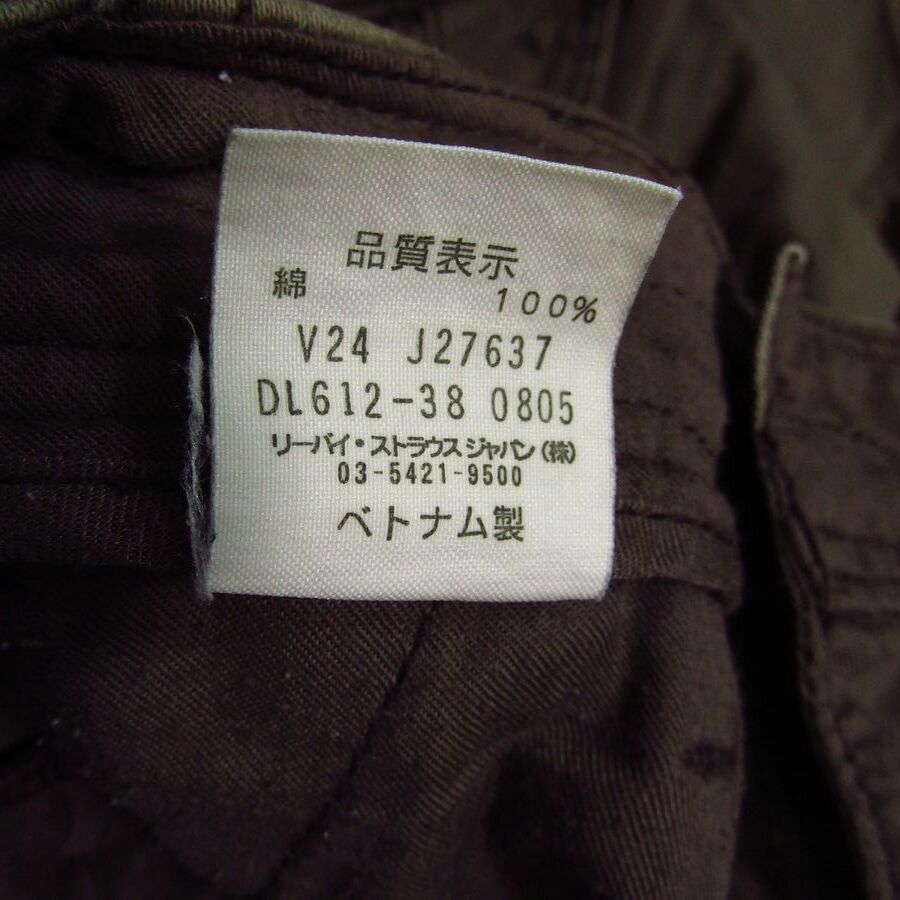 品質表示
綿 100%
V24 J27637
DL612-38 0805
リーバイ・ストラウスジャパン(株)
03-5421-9500
ベトナム製